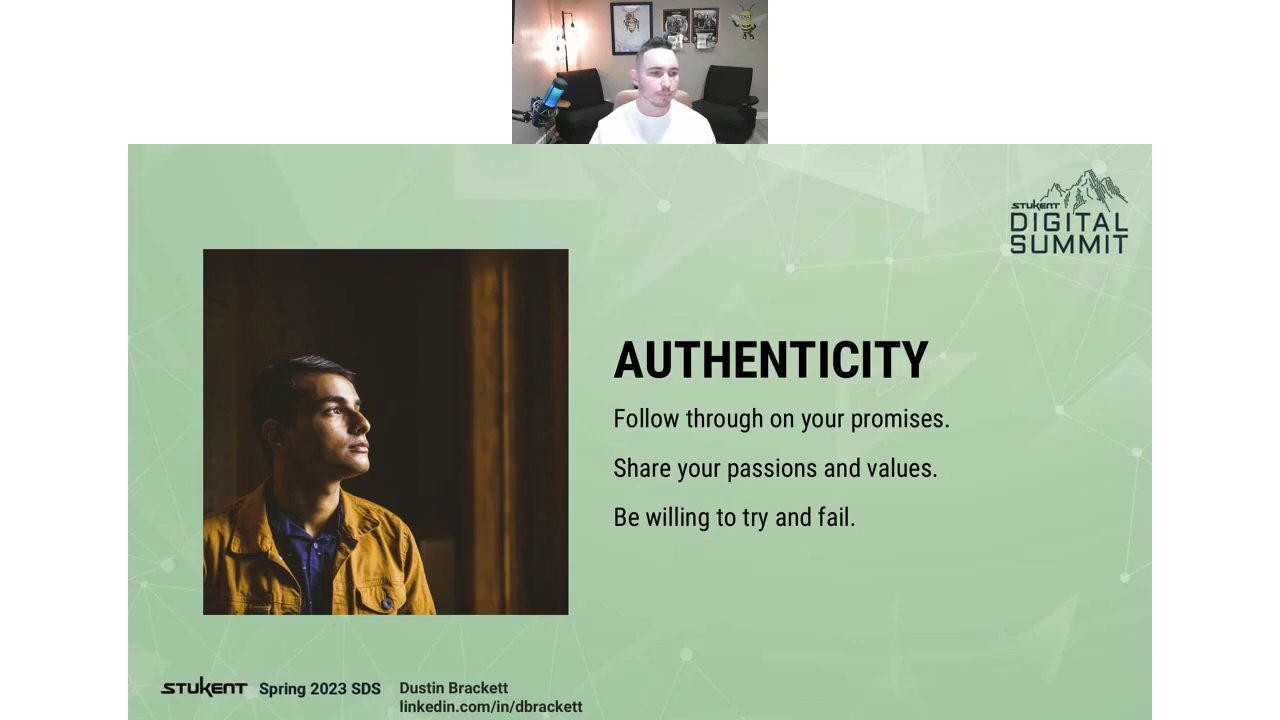 STUKENT
DIGITAL
SUMMIT
AUTHENTICITY
Follow through on your promises.
Share your passions and values.
Be willing to try and fail.
STUKENT Spring 2023 SDS
Dustin Brackett
linkedin.com/in/dbrackett